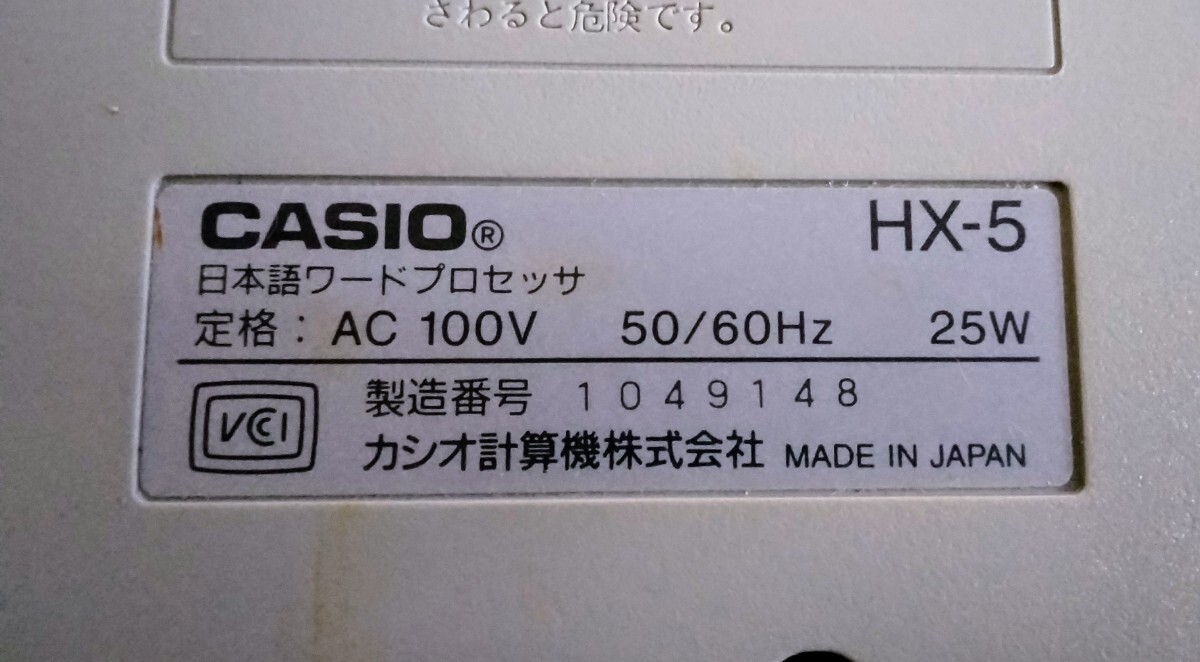 さわると危険です。
CASIO® HX-5
日本語ワードプロセッサ
定格： AC 100V 50/60Hz 25W
VCCI
製造番号 1049148
カシオ計算機株式会社 MADE IN JAPAN